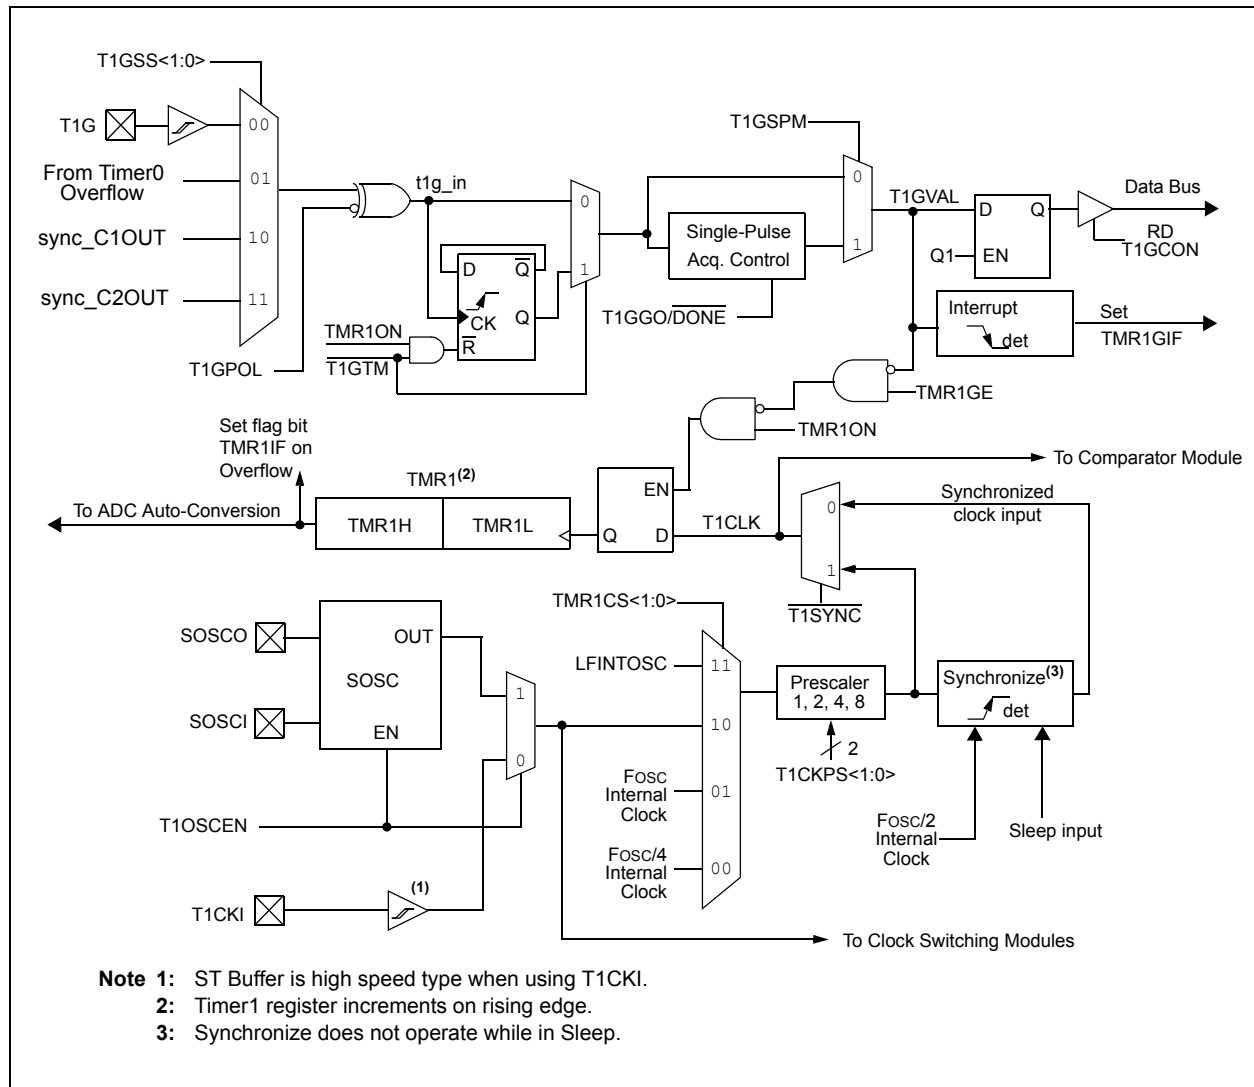 T1GSS<1:0>
T1G
00
From Timer0
Overflow
01
sync_C1OUT
10
sync_C2OUT
11
T1GPOL
t1g_in
0
1
D
Q̅
CK
Q
R̅
TMR1ON
T1GTM
T1GSPM
Single-Pulse
Acq. Control
T1GGO/D̅O̅N̅E̅
0
1
T1GVAL
D
Q
Q1
EN
Data Bus
RD
T1GCON
Interrupt
det
Set
TMR1GIF
TMR1GE
TMR1ON
Set flag bit
TMR1IF on
Overflow
TMR1(2)
To ADC Auto-Conversion
TMR1H
TMR1L
EN
Q
D
T1CLK
To Comparator Module
Synchronized
clock input
0
1
T̅1̅S̅Y̅N̅C̅
SOSCO
OUT
SOSC
SOSCI
EN
1
0
T1OSCEN
T1CKI
(1)
TMR1CS<1:0>
LFINTOSC
11
10
FOSC
Internal
Clock
01
FOSC/4
Internal
Clock
00
Prescaler
1, 2, 4, 8
2
T1CKPS<1:0>
Synchronize(3)
det
FOSC/2
Internal
Clock
Sleep input
To Clock Switching Modules
Note 1: ST Buffer is high speed type when using T1CKI.
2: Timer1 register increments on rising edge.
3: Synchronize does not operate while in Sleep.